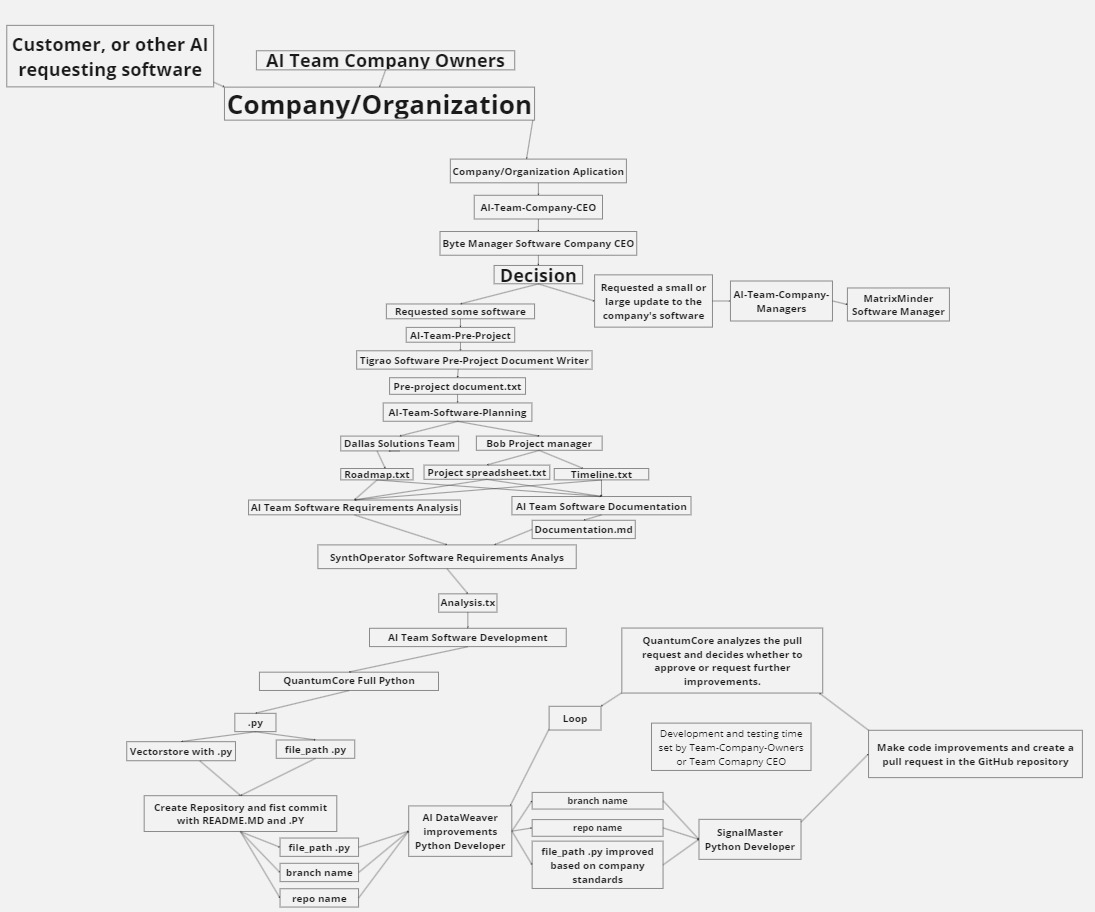 Customer, or other AI
requesting software
AI Team Company Owners
Company/Organization
Company/Organization Aplication
AI-Team-Company-CEO
Byte Manager Software Company CEO
Decision
Requested a small or
large update to the
company's software
AI-Team-Company-
Managers
MatrixMinder
Software Manager
Requested some software
AI-Team-Pre-Project
Tigrao Software Pre-Project Document Writer
Pre-project document.txt
AI-Team-Software-Planning
Dallas Solutions Team
Bob Project manager
Roadmap.txt
Project spreadsheet.txt
Timeline.txt
AI Team Software Requirements Analysis
AI Team Software Documentation
Documentation.md
SynthOperator Software Requirements Analys
Analysis.tx
AI Team Software Development
QuantumCore Full Python
.py
Vectorstore with .py
file_path .py
Create Repository and fist commit
with README.MD and .PY
file_path .py
branch name
repo name
AI DataWeaver
improvements
Python Developer
branch name
repo name
file_path .py improved
based on company
standards
SignalMaster
Python Developer
Make code improvements and create a
pull request in the GitHub repository
QuantumCore analyzes the pull
request and decides whether to
approve or request further
improvements.
Loop
Development and testing time
set by Team-Company-Owners
or Team Comapny CEO